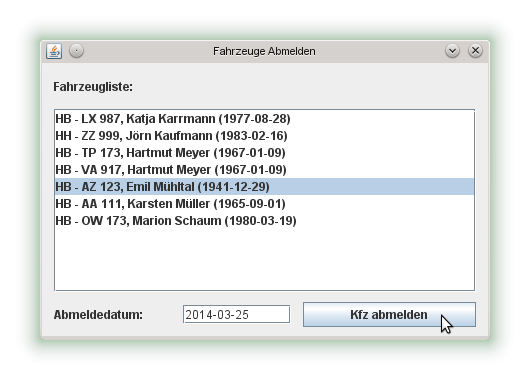 Fahrzeuge Abmelden
Fahrzeugliste:
HB - LX 987, Katja Karrmann (1977-08-28)
HH - ZZ 999, Jörn Kaufmann (1983-02-16)
HB - TP 173, Hartmut Meyer (1967-01-09)
HB - VA 917, Hartmut Meyer (1967-01-09)
HB - AZ 123, Emil Mühltal (1941-12-29)
HB - AA 111, Karsten Müller (1965-09-01)
HB - OW 173, Marion Schaum (1980-03-19)
Abmeldedatum: 2014-03-25 Kfz abmelden